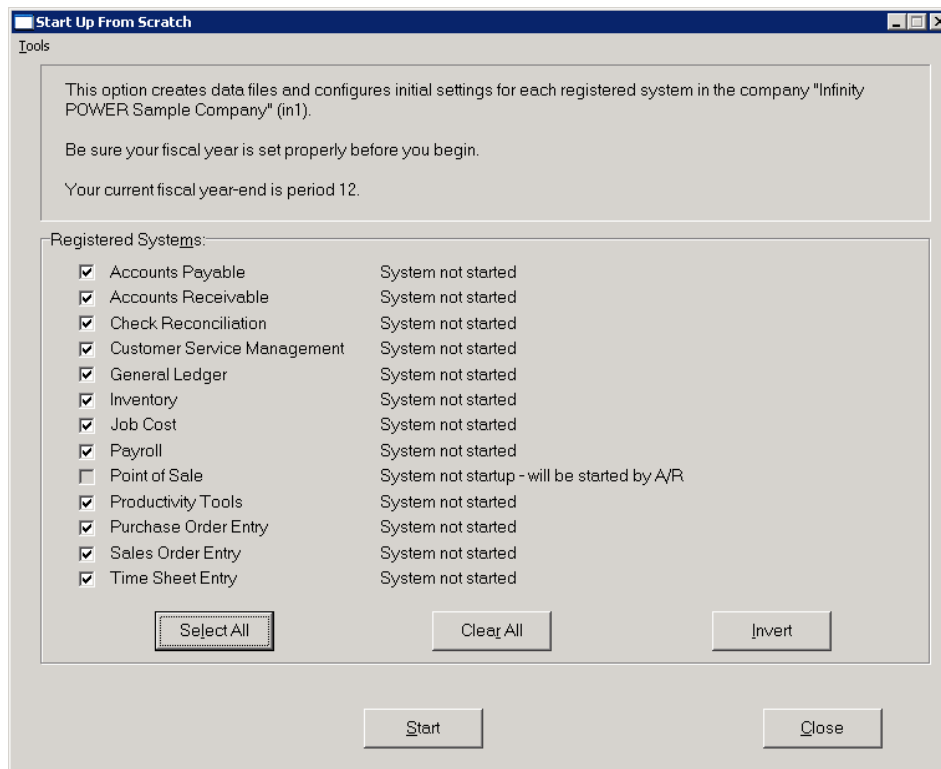 Start Up From Scratch
Tools
This option creates data files and configures initial settings for each registered system in the company "Infinity
POWER Sample Company" (in1).
Be sure your fiscal year is set properly before you begin.
Your current fiscal year-end is period 12.
Registered Systems:
Accounts Payable System not started
Accounts Receivable System not started
Check Reconciliation System not started
Customer Service Management System not started
General Ledger System not started
Inventory System not started
Job Cost System not started
Payroll System not started
Point of Sale System not startup - will be started by A/R
Productivity Tools System not started
Purchase Order Entry System not started
Sales Order Entry System not started
Time Sheet Entry System not started
Select All Clear All Invert
Start Close